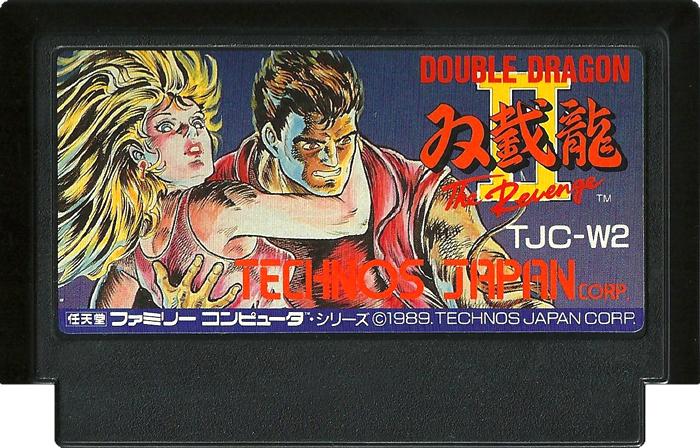 DOUBLE DRAGON
II
双截龍
The Revenge
TM
TJC-W2
TECHNOS JAPAN CORP.
任天堂 ファミリー コンピュータ・シリーズ ©1989. TECHNOS JAPAN CORP.